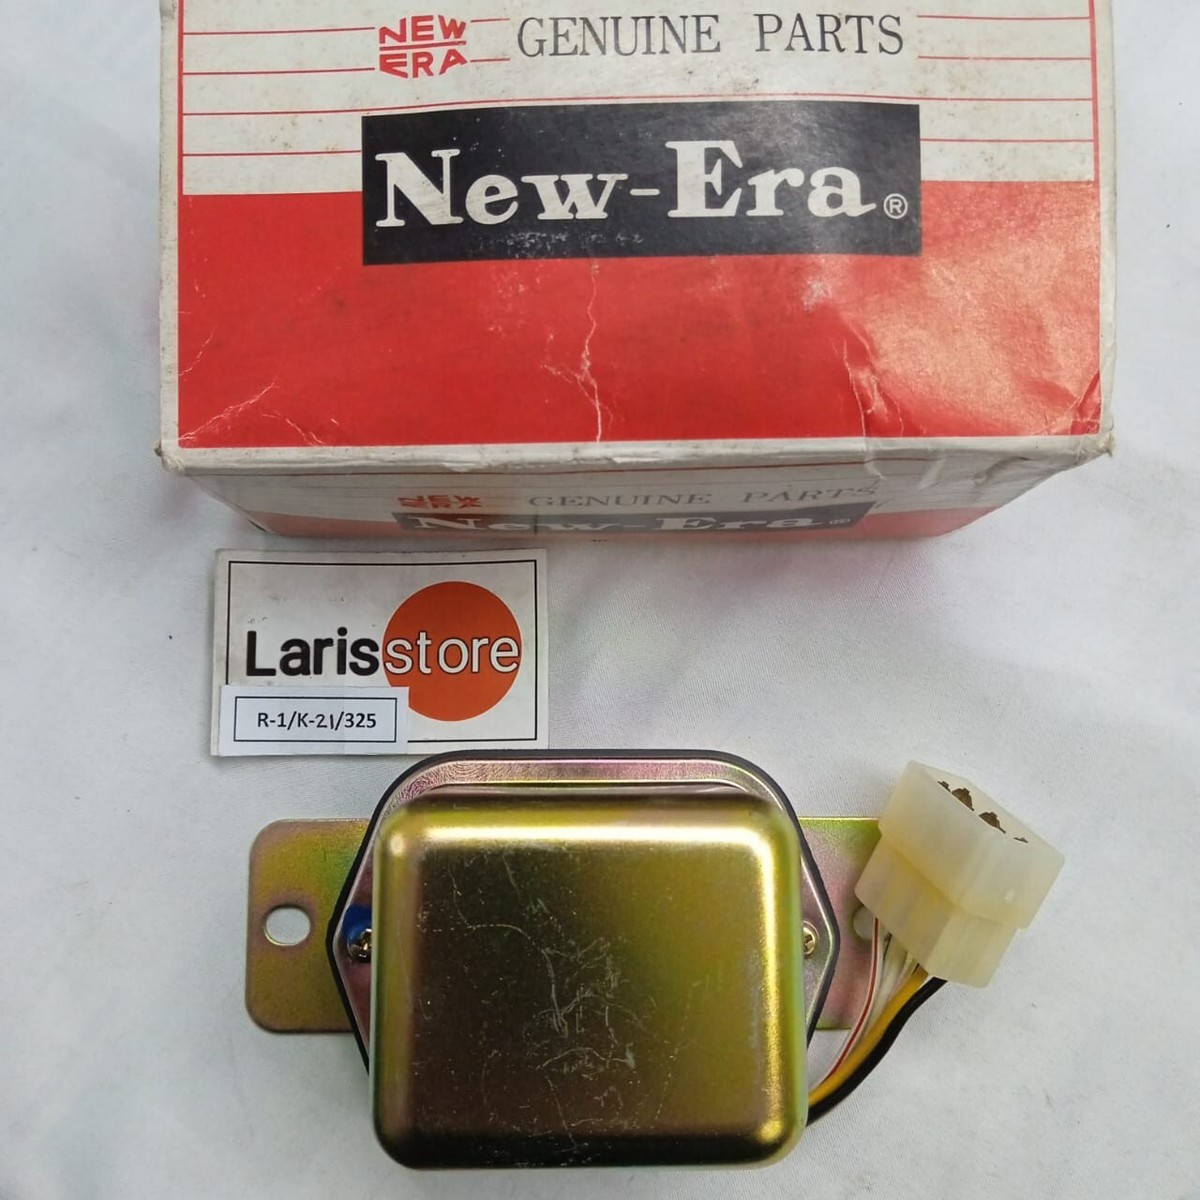 NEW
ERA
GENUINE PARTS
New-Era®
NEW
ERA
GENUINE PARTS
New-Era®
Larisstore
R-1/K-21/325